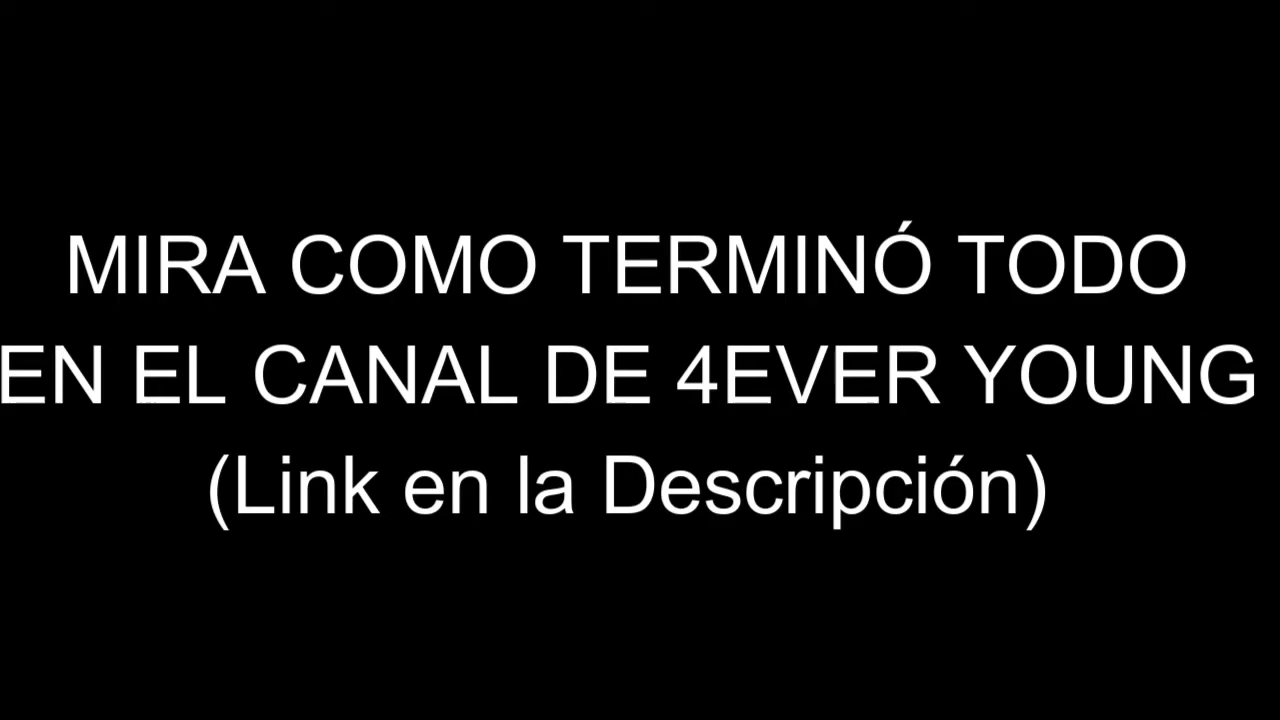 MIRA COMO TERMINÓ TODO
EN EL CANAL DE 4EVER YOUNG
(Link en la Descripción)